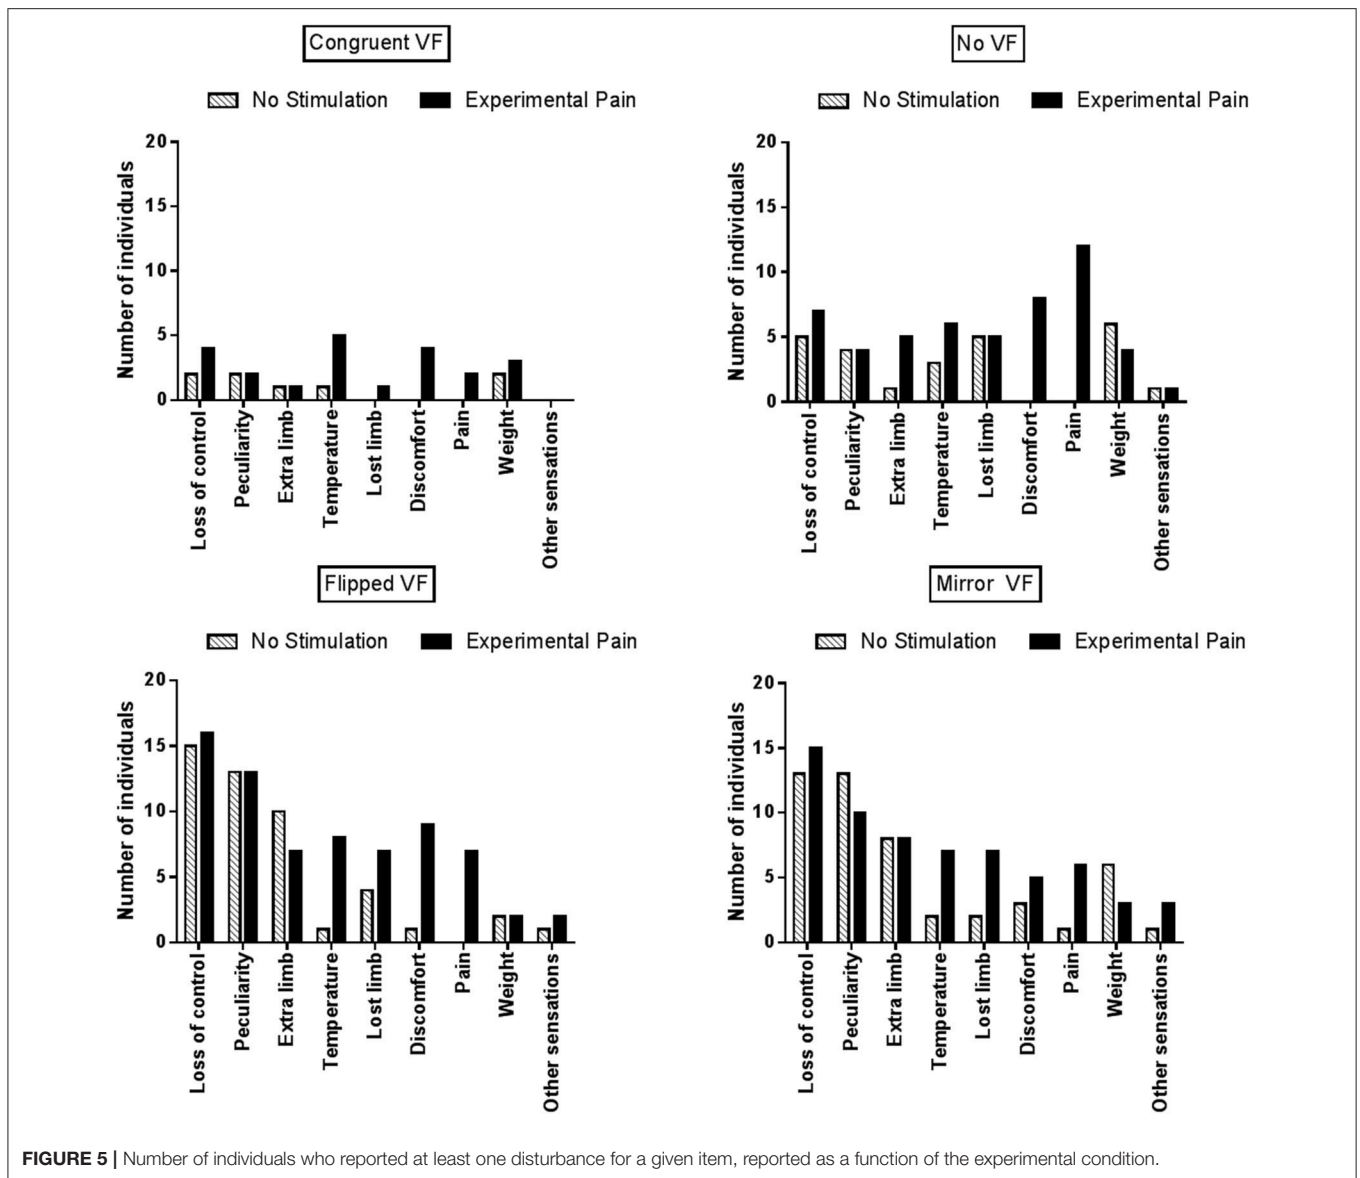 Congruent VF
No Stimulation Experimental Pain
Number of individuals
20
15
10
5
0
Loss of control
Peculiarity
Extra limb
Temperature
Lost limb
Discomfort
Pain
Weight
Other sensations
No VF
No Stimulation Experimental Pain
Number of individuals
20
15
10
5
0
Loss of control
Peculiarity
Extra limb
Temperature
Lost limb
Discomfort
Pain
Weight
Other sensations
Flipped VF
No Stimulation Experimental Pain
Number of individuals
20
15
10
5
0
Loss of control
Peculiarity
Extra limb
Temperature
Lost limb
Discomfort
Pain
Weight
Other sensations
Mirror VF
No Stimulation Experimental Pain
Number of individuals
20
15
10
5
0
Loss of control
Peculiarity
Extra limb
Temperature
Lost limb
Discomfort
Pain
Weight
Other sensations
FIGURE 5 | Number of individuals who reported at least one disturbance for a given item, reported as a function of the experimental condition.